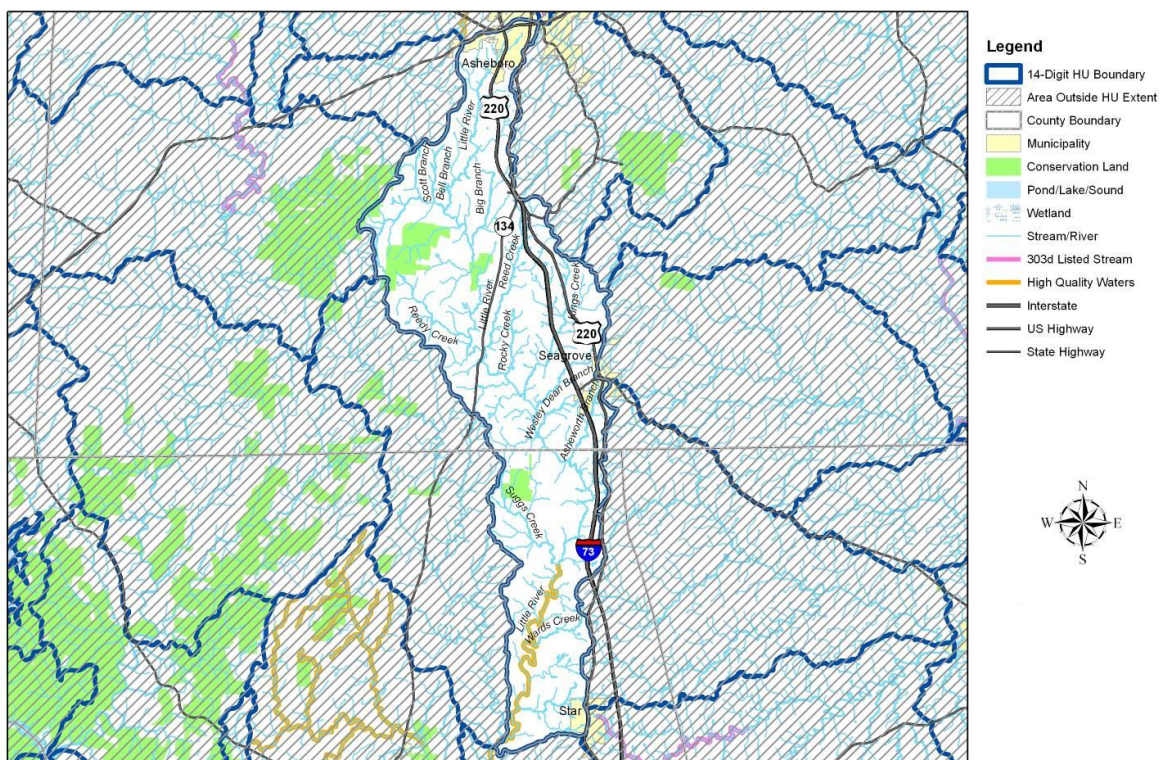 Asheboro
220
Little River
Scott Branch
Bell Branch
Big Branch
134
Reed Creek
Kings Creek
Little River
Reedy Creek
Rocky Creek
220
Seagrove
Wesley Dean Branch
Asheworth Branch
Suggs Creek
73
Little River
Wards Creek
Star
Legend
14-Digit HU Boundary
Area Outside HU Extent
County Boundary
Municipality
Conservation Land
Pond/Lake/Sound
Wetland
Stream/River
303d Listed Stream
High Quality Waters
Interstate
US Highway
State Highway
N
W E
S